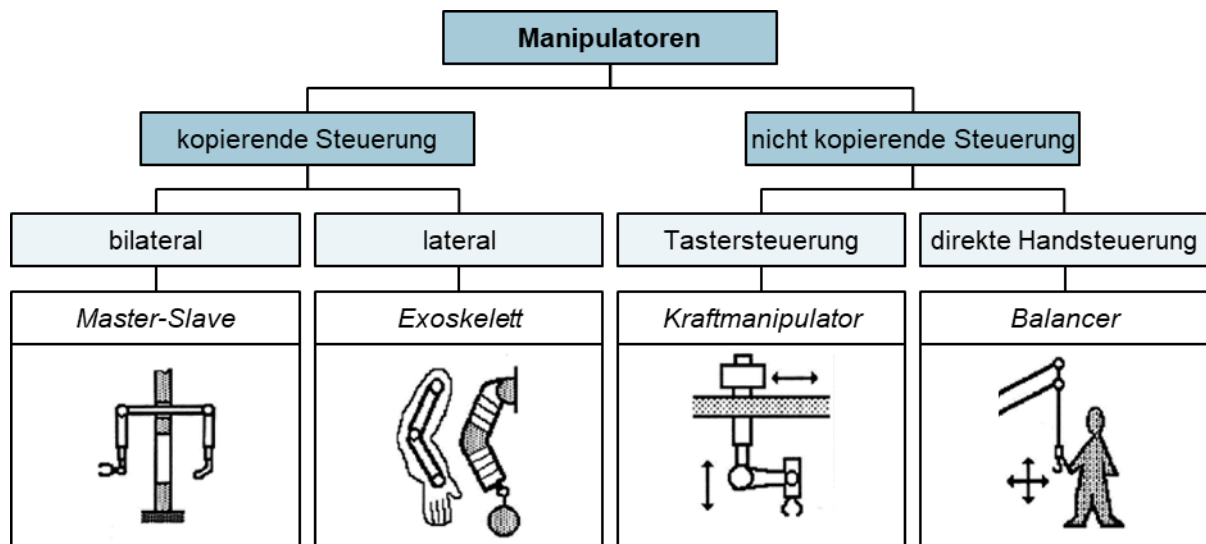 Manipulatoren
kopierende Steuerung
nicht kopierende Steuerung
bilateral
lateral
Tastersteuerung
direkte Handsteuerung
Master-Slave
Exoskelett
Kraftmanipulator
Balancer